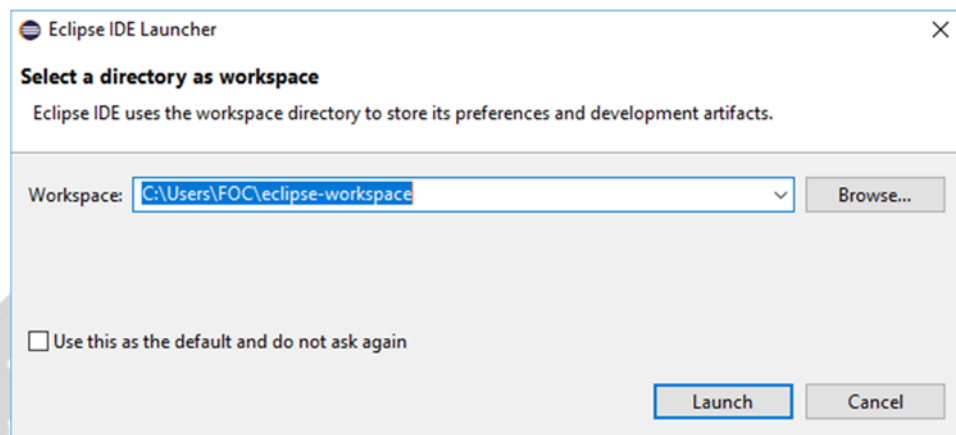 Eclipse IDE Launcher
Select a directory as workspace
Eclipse IDE uses the workspace directory to store its preferences and development artifacts.
Workspace: C:\Users\FOC\eclipse-workspace Browse...
Use this as the default and do not ask again
Launch Cancel